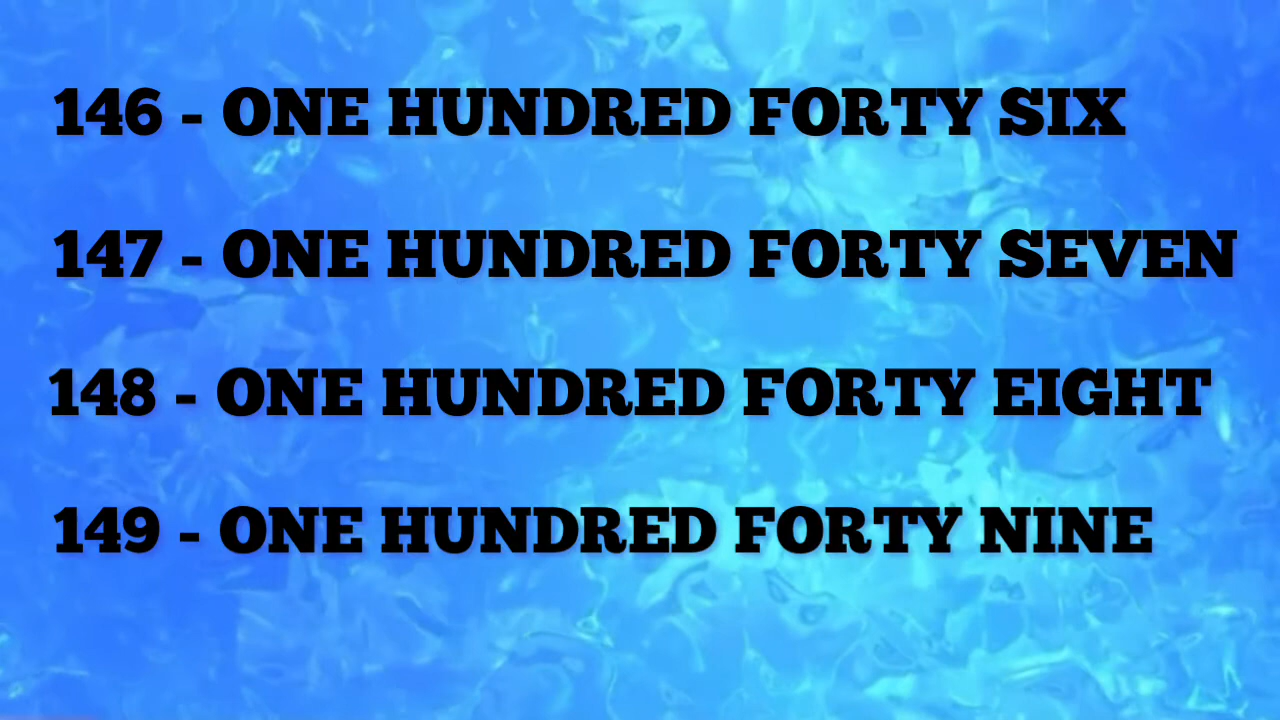 146 - ONE HUNDRED FORTY SIX
147 - ONE HUNDRED FORTY SEVEN
148 - ONE HUNDRED FORTY EIGHT
149 - ONE HUNDRED FORTY NINE